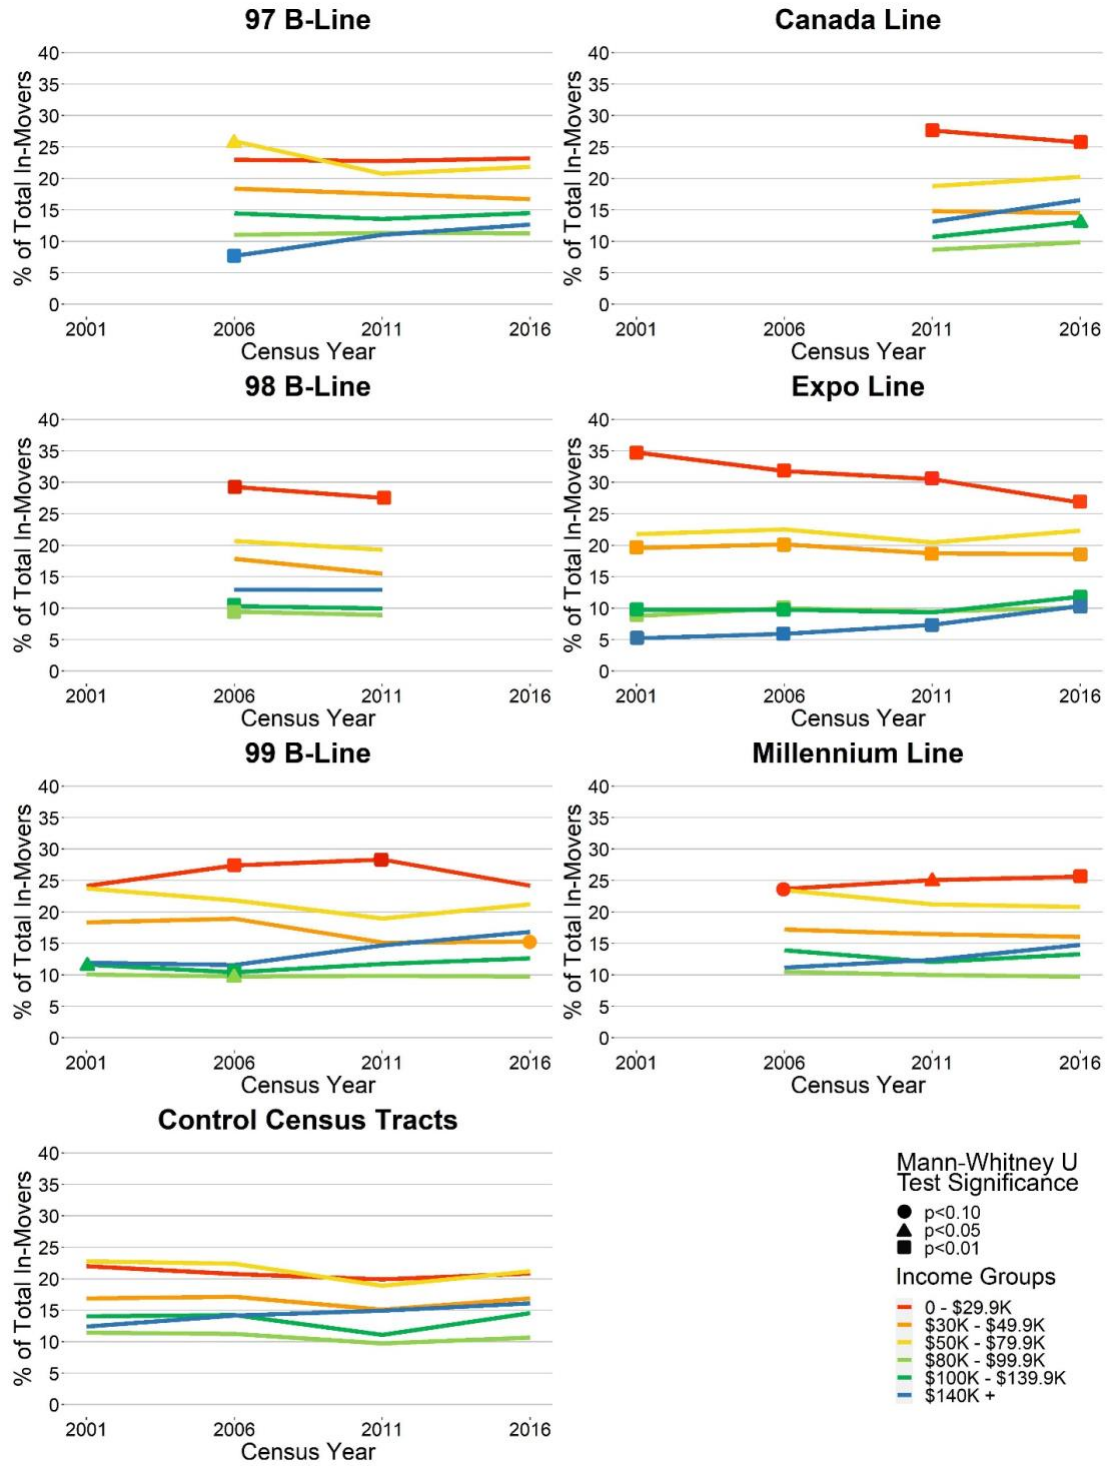 97 B-Line
% of Total In-Movers
40
35
30
25
20
15
10
5
0
2001 2006 2011 2016
Census Year
Canada Line
% of Total In-Movers
40
35
30
25
20
15
10
5
0
2001 2006 2011 2016
Census Year
98 B-Line
% of Total In-Movers
40
35
30
25
20
15
10
5
0
2001 2006 2011 2016
Census Year
Expo Line
% of Total In-Movers
40
35
30
25
20
15
10
5
0
2001 2006 2011 2016
Census Year
99 B-Line
% of Total In-Movers
40
35
30
25
20
15
10
5
0
2001 2006 2011 2016
Census Year
Millennium Line
% of Total In-Movers
40
35
30
25
20
15
10
5
0
2001 2006 2011 2016
Census Year
Control Census Tracts
% of Total In-Movers
40
35
30
25
20
15
10
5
0
2001 2006 2011 2016
Census Year
Mann-Whitney U
Test Significance
p<0.10
p<0.05
p<0.01
Income Groups
0 - $29.9K
$30K - $49.9K
$50K - $79.9K
$80K - $99.9K
$100K - $139.9K
$140K +